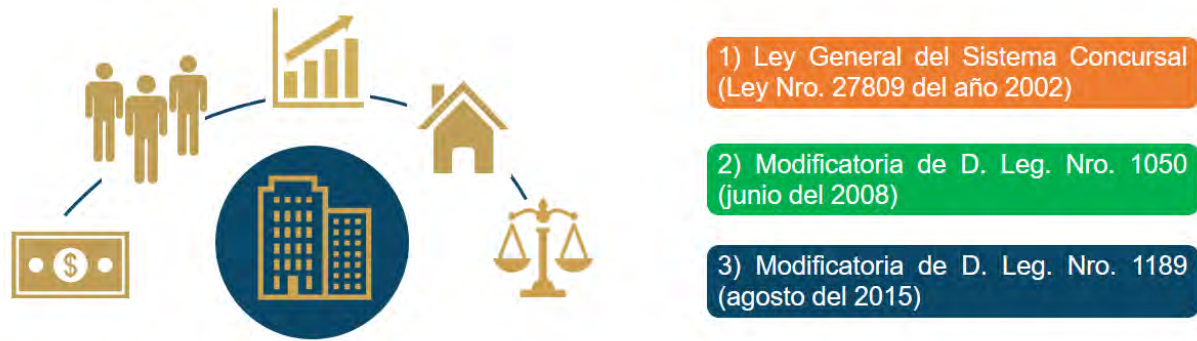 $
1) Ley General del Sistema Concursal
(Ley Nro. 27809 del año 2002)
2) Modificatoria de D. Leg. Nro. 1050
(junio del 2008)
3) Modificatoria de D. Leg. Nro. 1189
(agosto del 2015)